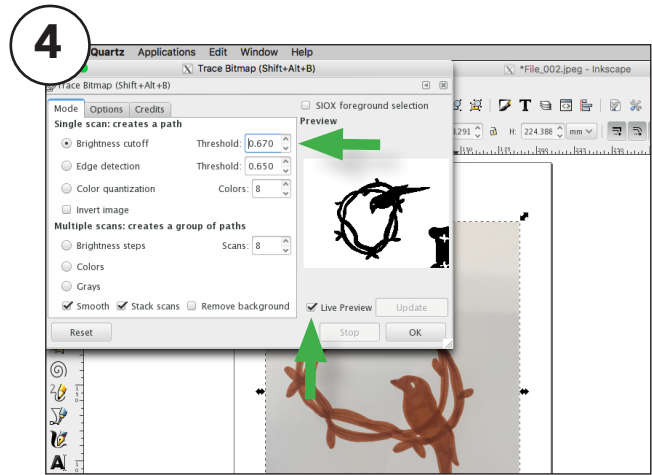 4
Quartz Applications Edit Window Help
Trace Bitmap (Shift+Alt+B)
*File_002.jpeg - Inkscape
Trace Bitmap (Shift+Alt+B)
Mode Options Credits
SIOX foreground selection
Single scan: creates a path
Preview
Brightness cutoff Threshold: 0.670
3.291 H: 224.388 mm
Edge detection Threshold: 0.650
Color quantization Colors: 8
Invert image
Multiple scans: creates a group of paths
Brightness steps Scans: 8
Colors
Grays
Smooth Stack scans Remove background
Live Preview Update
Reset Stop OK